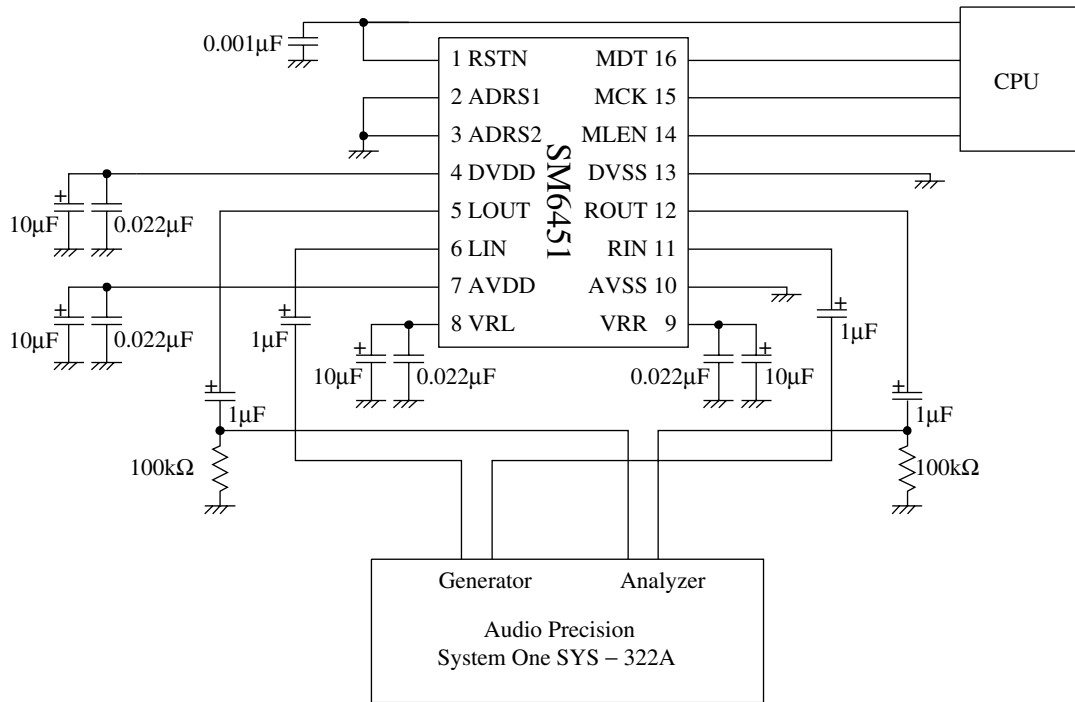 0.001µF
1 RSTN
MDT 16
CPU
2 ADRS1
MCK 15
3 ADRS2
MLEN 14
SM6451
4 DVDD
DVSS 13
10µF
0.022µF
5 LOUT
ROUT 12
6 LIN
RIN 11
7 AVDD
AVSS 10
10µF
0.022µF
1µF
8 VRL
VRR 9
1µF
10µF
0.022µF
0.022µF
10µF
1µF
1µF
100kΩ
100kΩ
Generator
Analyzer
Audio Precision
System One SYS – 322A